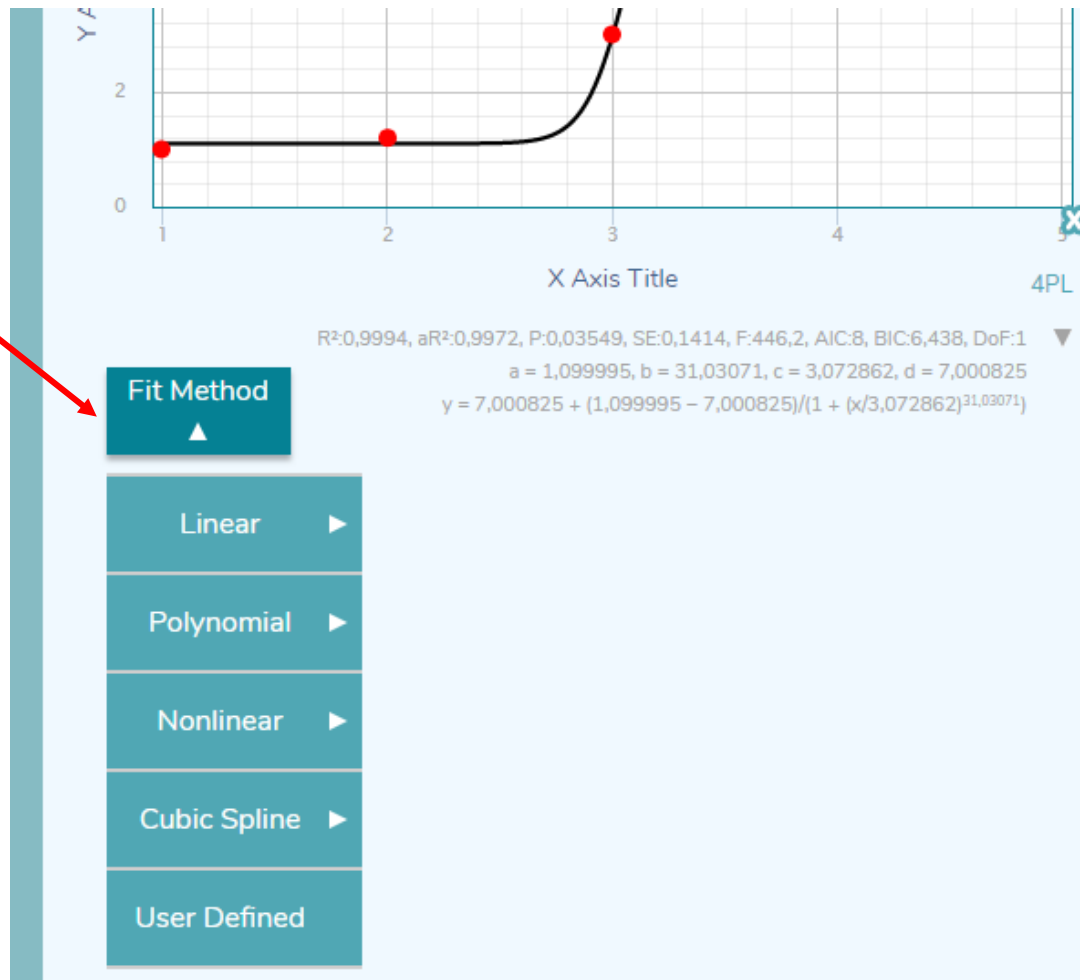 Y A
2
0
1 2 3 4 5
X Axis Title
4PL
R²:0,9994, aR²:0,9972, P:0,03549, SE:0,1414, F:446,2, AIC:8, BIC:6,438, DoF:1 ▼
a = 1,099995, b = 31,03071, c = 3,072862, d = 7,000825
y = 7,000825 + (1,099995 – 7,000825)/(1 + (x/3,072862)^31,03071)
Fit Method
▲
Linear ►
Polynomial ►
Nonlinear ►
Cubic Spline ►
User Defined